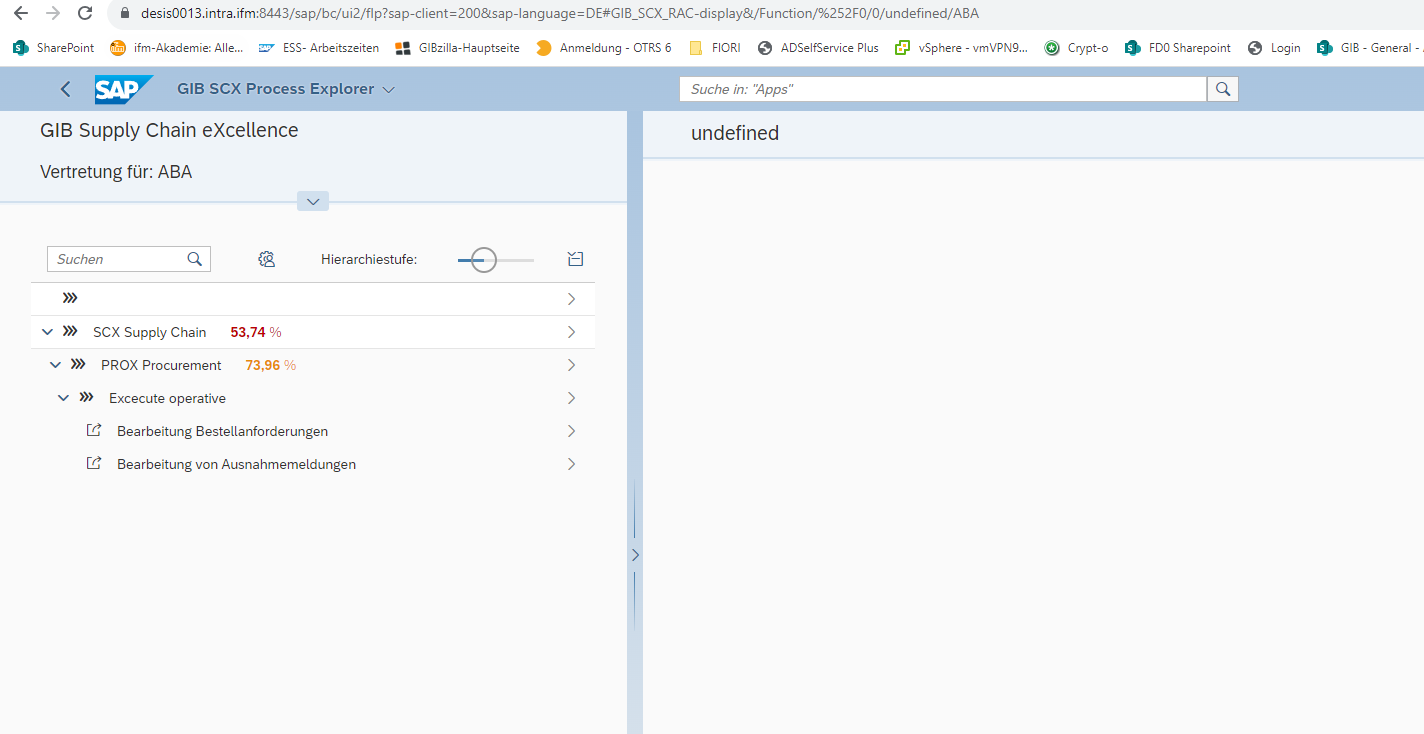 desis0013.intra.ifm:8443/sap/bc/ui2/flp?sap-client=200&sap-language=DE#GIB_SCX_RAC-display&/Function/%252F0/0/undefined/ABA
SharePoint ifm-Akademie: Alle... ESS- Arbeitszeiten GIBzilla-Hauptseite Anmeldung - OTRS 6 FIORI ADSelfService Plus vSphere - vmVPN9... Crypt-o FD0 Sharepoint Login GIB - General -
SAP GIB SCX Process Explorer Suche in: "Apps"
GIB Supply Chain eXcellence
undefined
Vertretung für: ABA
Suchen Hierarchiestufe:
SCX Supply Chain 53,74 %
PROX Procurement 73,96 %
Excecute operative
Bearbeitung Bestellanforderungen
Bearbeitung von Ausnahmemeldungen